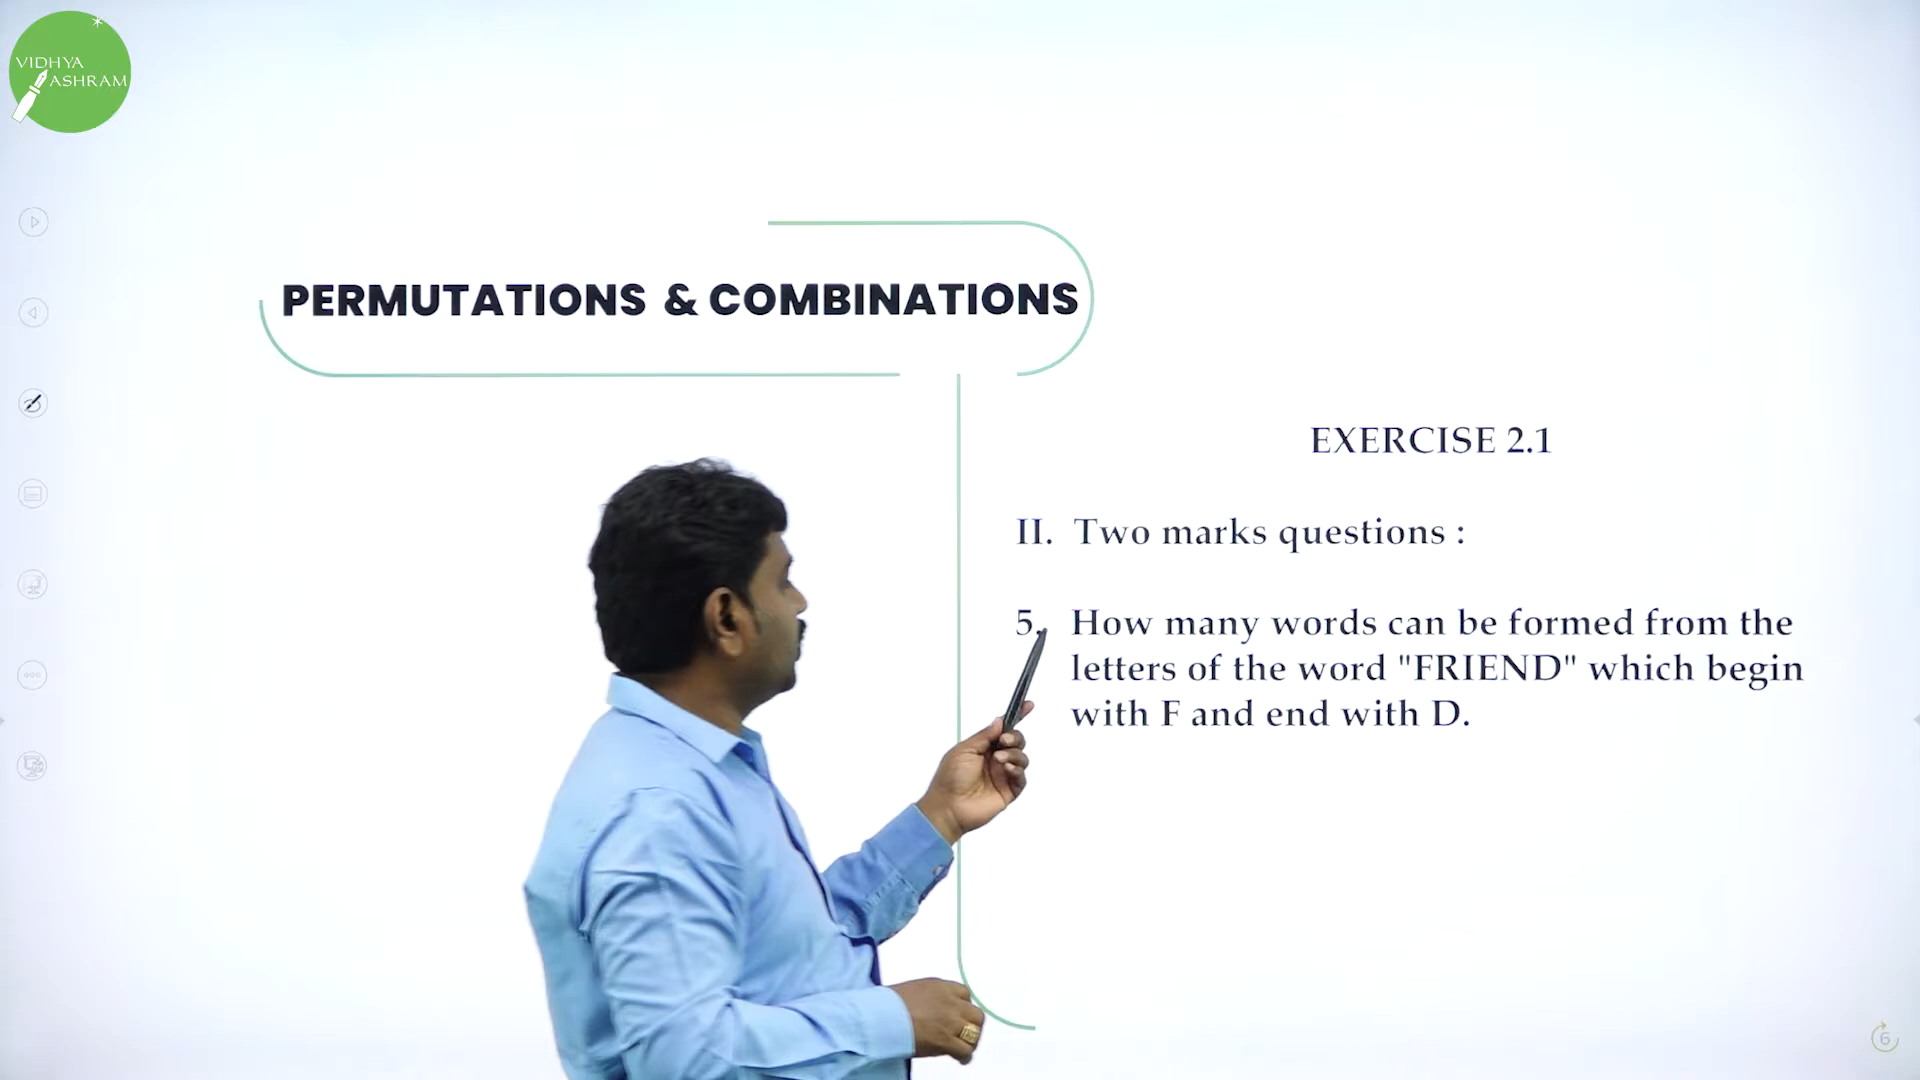 VIDHYA
ASHRAM
PERMUTATIONS & COMBINATIONS
EXERCISE 2.1
II. Two marks questions :
5. How many words can be formed from the
letters of the word "FRIEND" which begin
with F and end with D.
6